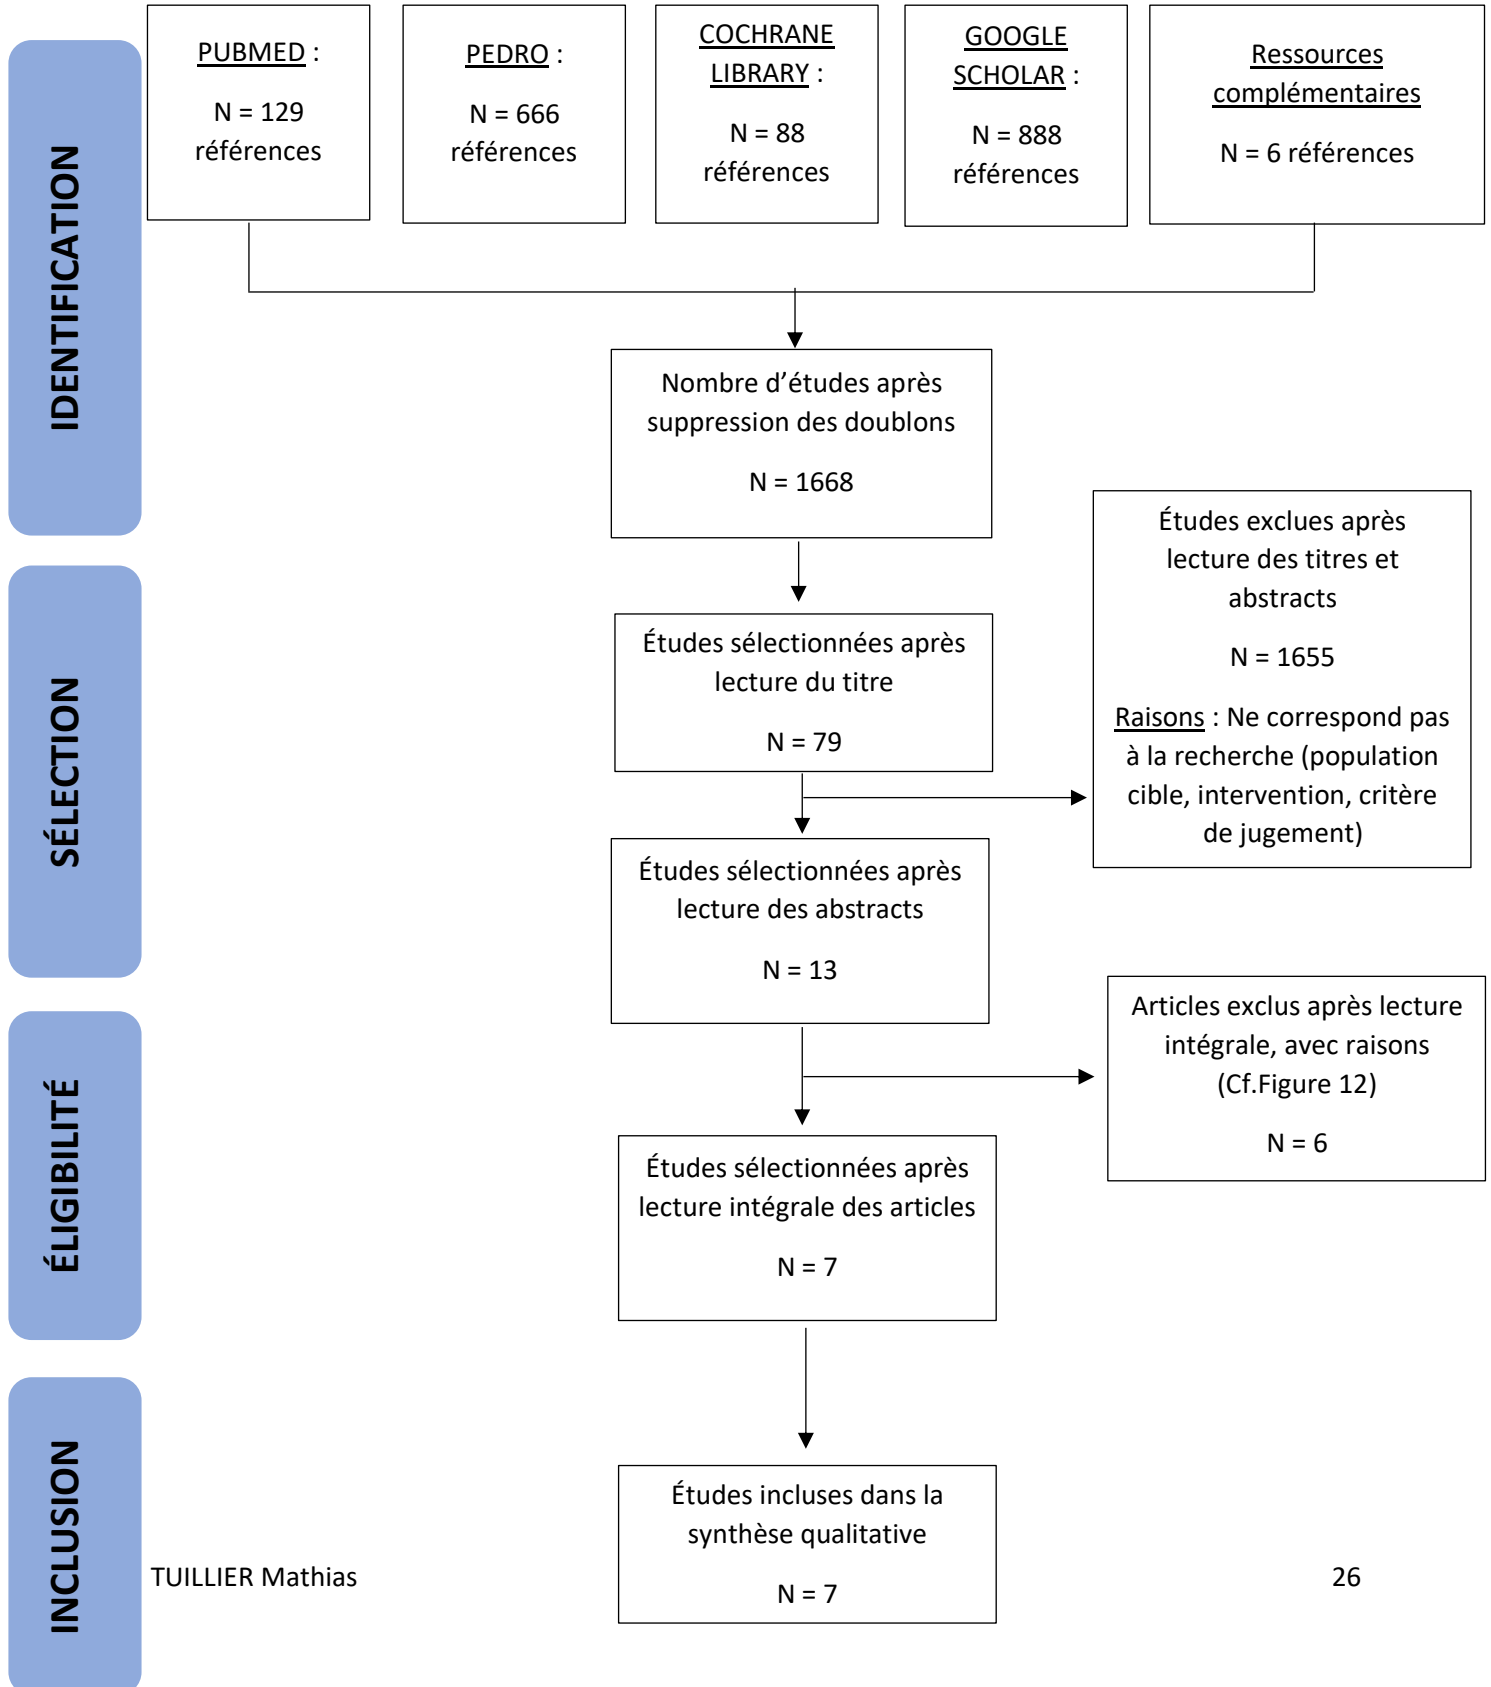 IDENTIFICATION
PUBMED :
N = 129
références
PEDRO :
N = 666
références
COCHRANE
LIBRARY :
N = 88
références
GOOGLE
SCHOLAR :
N = 888
références
Ressources
complémentaires
N = 6 références
Nombre d’études après
suppression des doublons
N = 1668
SÉLECTION
Études sélectionnées après
lecture du titre
N = 79
Études exclues après
lecture des titres et
abstracts
N = 1655
Raisons : Ne correspond pas
à la recherche (population
cible, intervention, critère
de jugement)
Études sélectionnées après
lecture des abstracts
N = 13
ÉLIGIBILITÉ
Articles exclus après lecture
intégrale, avec raisons
(Cf.Figure 12)
N = 6
Études sélectionnées après
lecture intégrale des articles
N = 7
INCLUSION
Études incluses dans la
synthèse qualitative
N = 7
TUILLIER Mathias
26